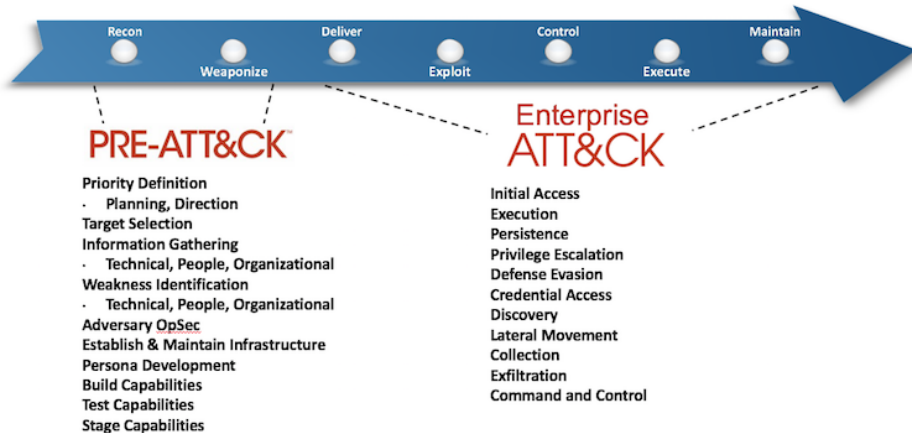 Recon
Weaponize
Deliver
Exploit
Control
Execute
Maintain
PRE-ATT&CK™
Priority Definition
· Planning, Direction
Target Selection
Information Gathering
· Technical, People, Organizational
Weakness Identification
· Technical, People, Organizational
Adversary OpSec
Establish & Maintain Infrastructure
Persona Development
Build Capabilities
Test Capabilities
Stage Capabilities
Enterprise
ATT&CK
Initial Access
Execution
Persistence
Privilege Escalation
Defense Evasion
Credential Access
Discovery
Lateral Movement
Collection
Exfiltration
Command and Control